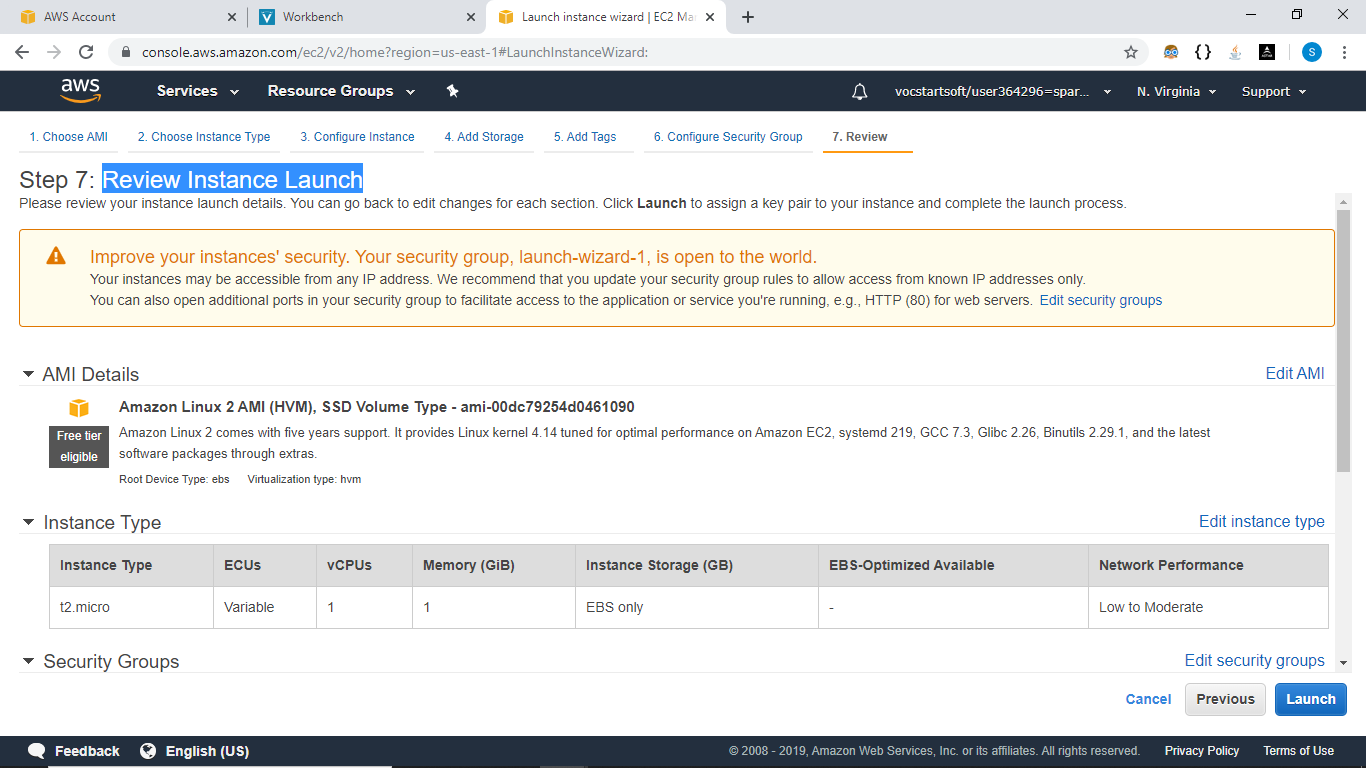 AWS Account
Workbench
Launch instance wizard | EC2 Ma
console.aws.amazon.com/ec2/v2/home?region=us-east-1#LaunchInstanceWizard:
S
aws
Services
Resource Groups
vocstartsoft/user364296=spar...
N. Virginia
Support
1. Choose AMI
2. Choose Instance Type
3. Configure Instance
4. Add Storage
5. Add Tags
6. Configure Security Group
7. Review
Step 7: Review Instance Launch
Please review your instance launch details. You can go back to edit changes for each section. Click Launch to assign a key pair to your instance and complete the launch process.
Improve your instances' security. Your security group, launch-wizard-1, is open to the world.
Your instances may be accessible from any IP address. We recommend that you update your security group rules to allow access from known IP addresses only.
You can also open additional ports in your security group to facilitate access to the application or service you're running, e.g., HTTP (80) for web servers. Edit security groups
AMI Details
Edit AMI
Amazon Linux 2 AMI (HVM), SSD Volume Type - ami-00dc79254d0461090
Free tier
eligible
Amazon Linux 2 comes with five years support. It provides Linux kernel 4.14 tuned for optimal performance on Amazon EC2, systemd 219, GCC 7.3, Glibc 2.26, Binutils 2.29.1, and the latest
software packages through extras.
Root Device Type: ebs Virtualization type: hvm
Instance Type
Edit instance type
Instance Type ECUs vCPUs Memory (GiB) Instance Storage (GB) EBS-Optimized Available Network Performance
t2.micro Variable 1 1 EBS only - Low to Moderate
Security Groups
Edit security groups
Cancel
Previous
Launch
Feedback
English (US)
© 2008 - 2019, Amazon Web Services, Inc. or its affiliates. All rights reserved.
Privacy Policy
Terms of Use